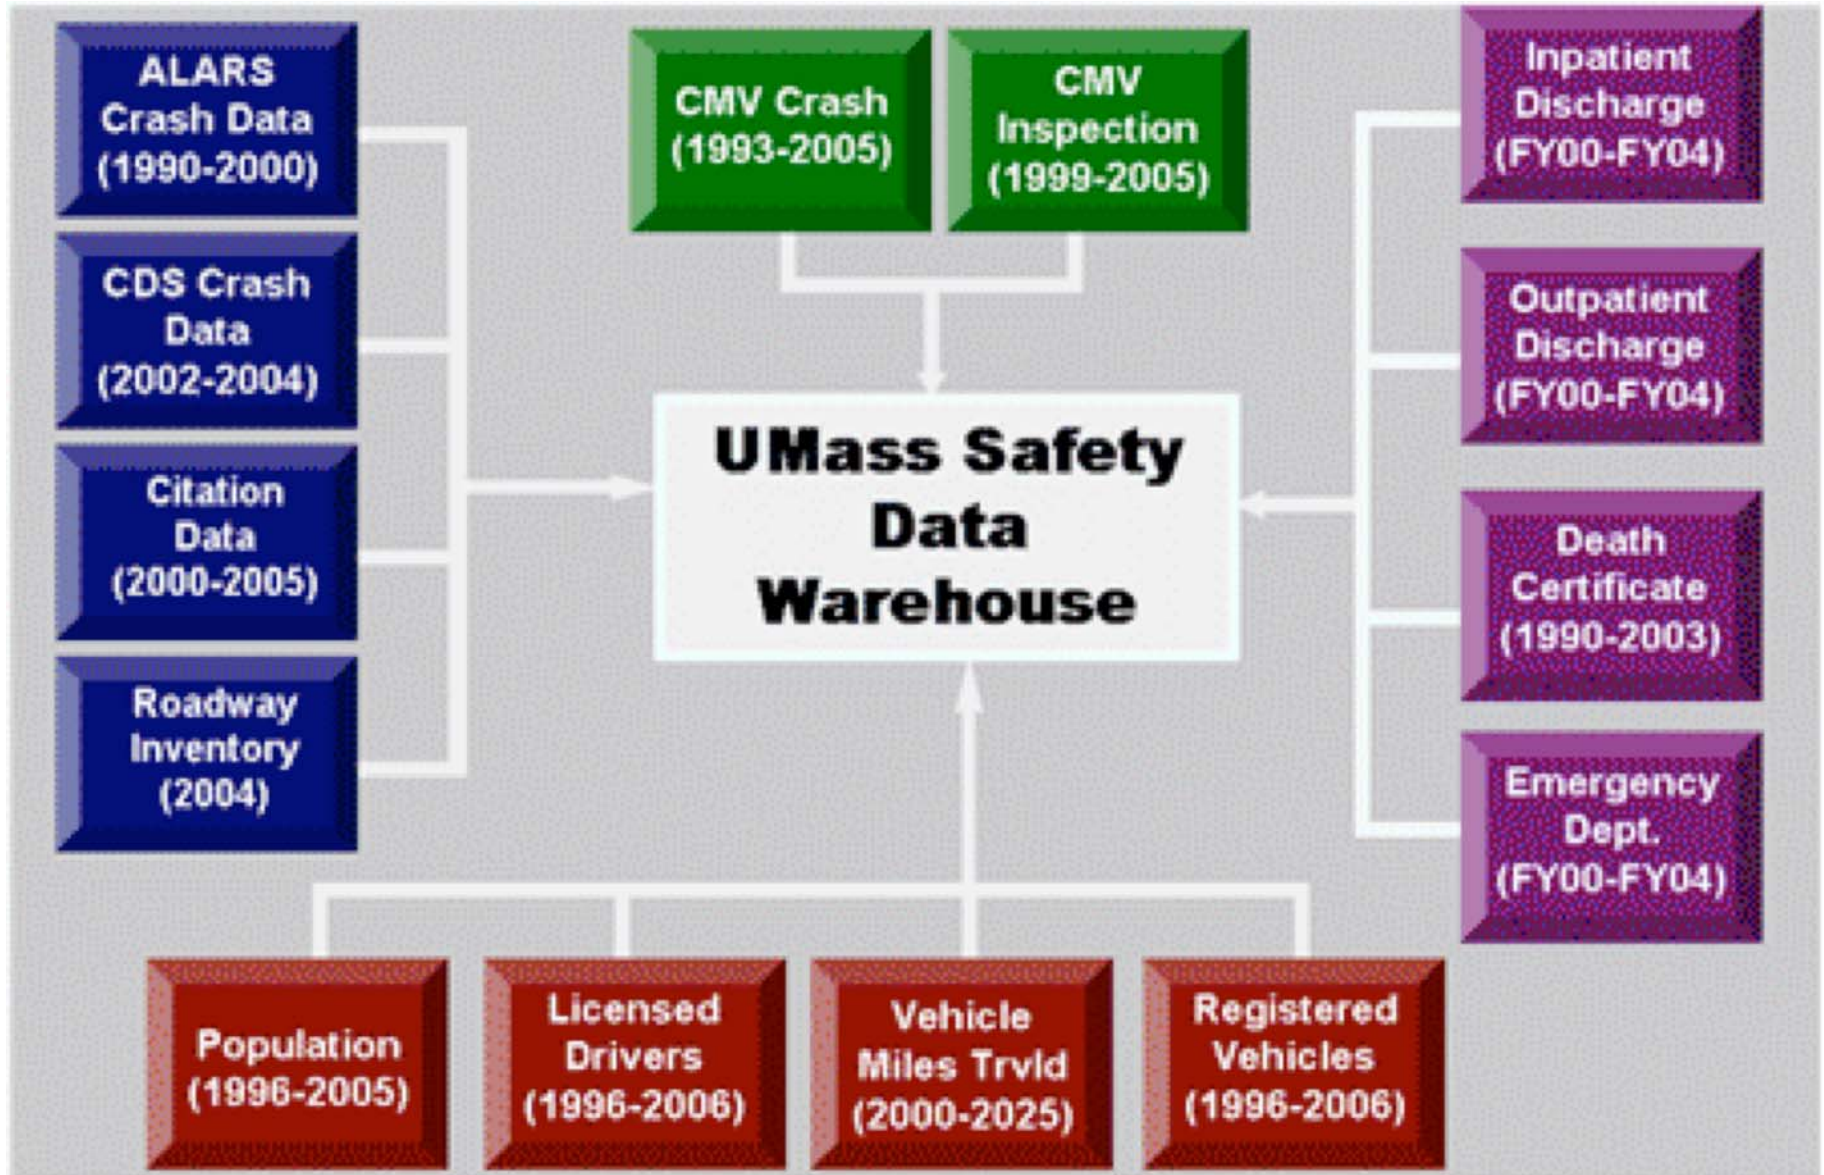 ALARS
Crash Data
(1990-2000)
CDS Crash
Data
(2002-2004)
Citation
Data
(2000-2005)
Roadway
Inventory
(2004)
CMV Crash
(1993-2005)
CMV
Inspection
(1999-2005)
UMass Safety
Data
Warehouse
Inpatient
Discharge
(FY00-FY04)
Outpatient
Discharge
(FY00-FY04)
Death
Certificate
(1990-2003)
Emergency
Dept.
(FY00-FY04)
Population
(1996-2005)
Licensed
Drivers
(1996-2006)
Vehicle
Miles Trvld
(2000-2025)
Registered
Vehicles
(1996-2006)